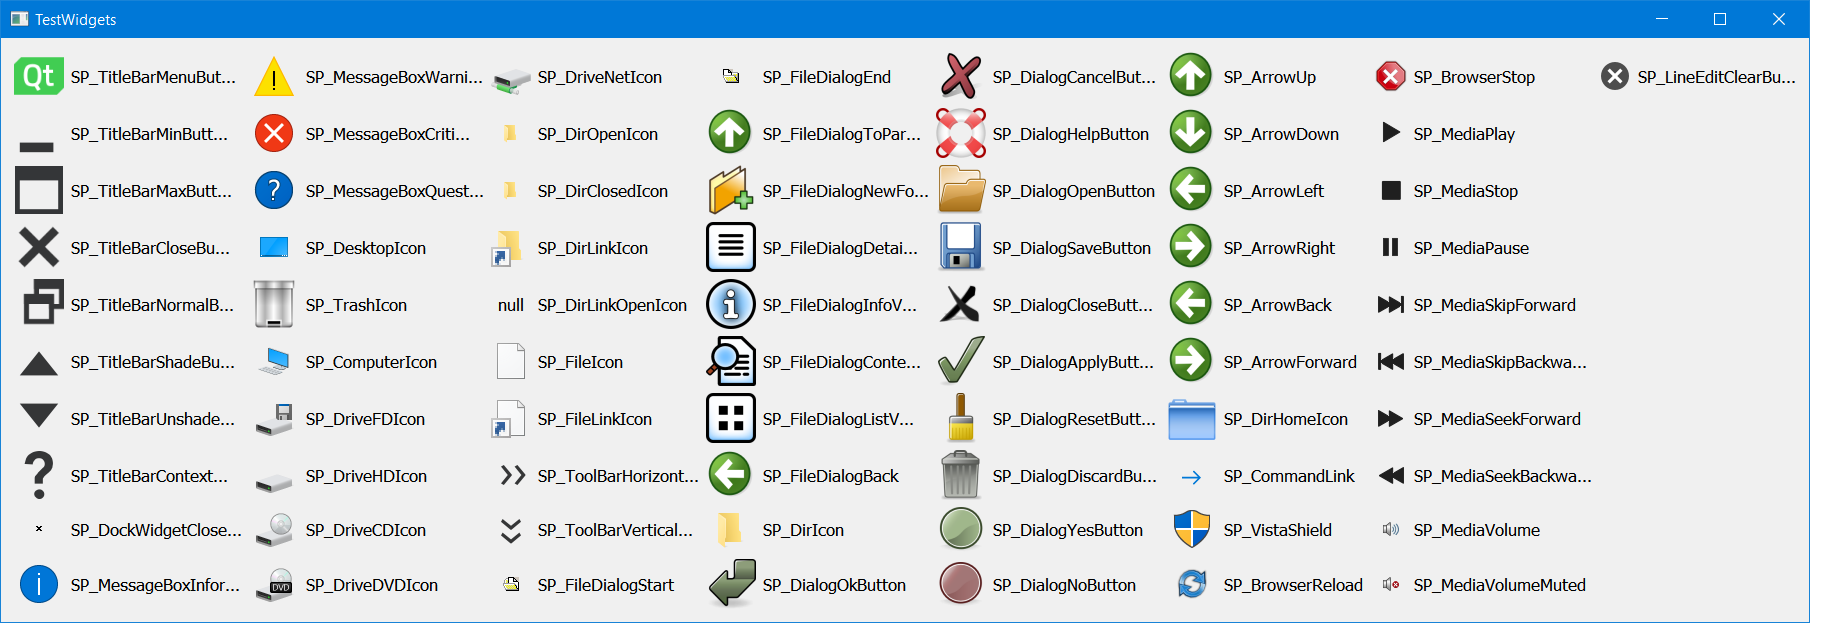 TestWidgets
Qt SP_TitleBarMenuBut... SP_MessageBoxWarni... SP_DriveNetIcon SP_FileDialogEnd SP_DialogCancelBut... SP_ArrowUp SP_BrowserStop SP_LineEditClearBu...
SP_TitleBarMinButt... SP_MessageBoxCriti... SP_DirOpenIcon SP_FileDialogToPar... SP_DialogHelpButton SP_ArrowDown SP_MediaPlay
SP_TitleBarMaxButt... SP_MessageBoxQuest... SP_DirClosedIcon SP_FileDialogNewFo... SP_DialogOpenButton SP_ArrowLeft SP_MediaStop
SP_TitleBarCloseBu... SP_DesktopIcon SP_DirLinkIcon SP_FileDialogDetai... SP_DialogSaveButton SP_ArrowRight SP_MediaPause
SP_TitleBarNormalB... SP_TrashIcon null SP_DirLinkOpenIcon SP_FileDialogInfoV... SP_DialogCloseButt... SP_ArrowBack SP_MediaSkipForward
SP_TitleBarShadeBu... SP_ComputerIcon SP_FileIcon SP_FileDialogConte... SP_DialogApplyButt... SP_ArrowForward SP_MediaSkipBackwa...
SP_TitleBarUnshade... SP_DriveFDIcon SP_FileLinkIcon SP_FileDialogListV... SP_DialogResetButt... SP_DirHomeIcon SP_MediaSeekForward
SP_TitleBarContext... SP_DriveHDIcon SP_ToolBarHorizont... SP_FileDialogBack SP_DialogDiscardBu... SP_CommandLink SP_MediaSeekBackwa...
SP_DockWidgetClose... SP_DriveCDIcon SP_ToolBarVertical... SP_DirIcon SP_DialogYesButton SP_VistaShield SP_MediaVolume
SP_MessageBoxInfor... DVD SP_DriveDVDIcon SP_FileDialogStart SP_DialogOkButton SP_DialogNoButton SP_BrowserReload SP_MediaVolumeMuted